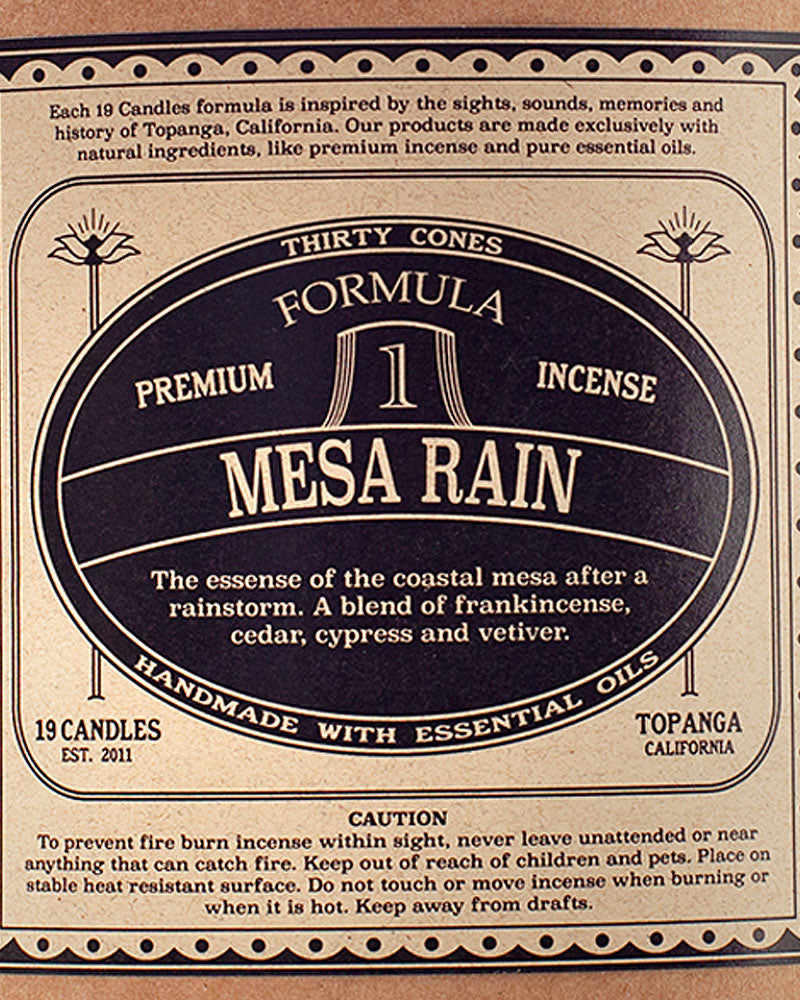 Each 19 Candles formula is inspired by the sights, sounds, memories and
history of Topanga, California. Our products are made exclusively with
natural ingredients, like premium incense and pure essential oils.
THIRTY CONES
FORMULA
1
PREMIUM INCENSE
MESA RAIN
The essense of the coastal mesa after a
rainstorm. A blend of frankincense,
cedar, cypress and vetiver.
HANDMADE WITH ESSENTIAL OILS
19 CANDLES
EST. 2011
TOPANGA
CALIFORNIA
CAUTION
To prevent fire burn incense within sight, never leave unattended or near
anything that can catch fire. Keep out of reach of children and pets. Place on
stable heat resistant surface. Do not touch or move incense when burning or
when it is hot. Keep away from drafts.